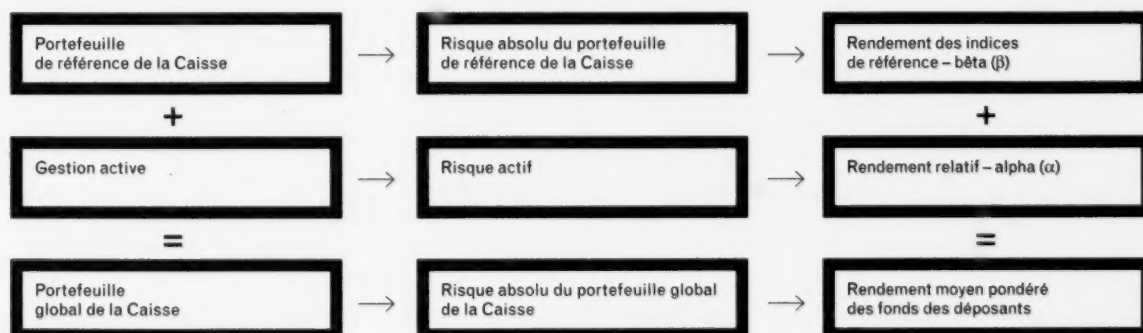 Portefeuille
de référence de la Caisse
→
Risque absolu du portefeuille
de référence de la Caisse
→
Rendement des indices
de référence – bêta (β)
+
+
Gestion active
→
Risque actif
→
Rendement relatif – alpha (α)
=
=
Portefeuille
global de la Caisse
→
Risque absolu du portefeuille global
de la Caisse
→
Rendement moyen pondéré
des fonds des déposants